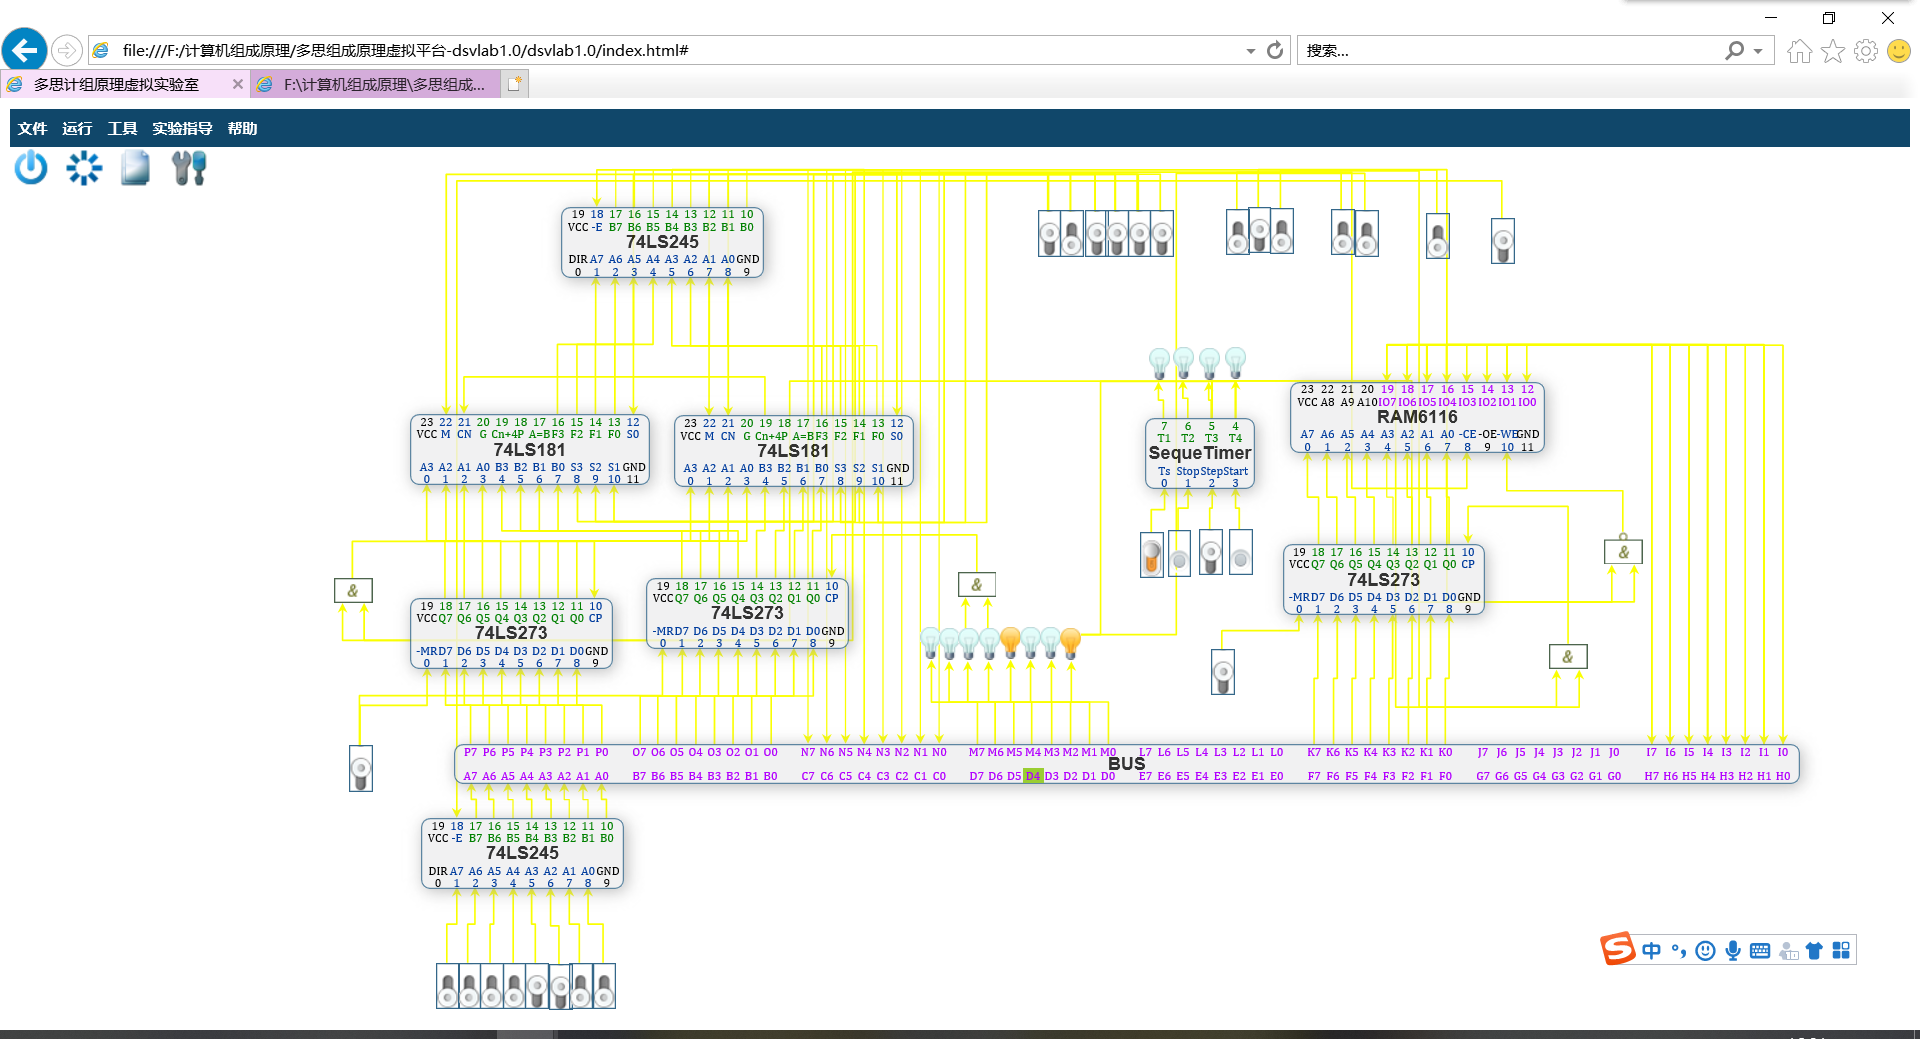 file:///F:/计算机组成原理/多思组成原理虚拟平台-dsvlab1.0/dsvlab1.0/index.html#
搜索...
多思计组原理虚拟实验室
F:\计算机组成原理\多思组成...
文件 运行 工具 实验指导 帮助
19 18 17 16 15 14 13 12 11 10
VCC -E B7 B6 B5 B4 B3 B2 B1 B0
74LS245
DIR A7 A6 A5 A4 A3 A2 A1 A0 GND
0 1 2 3 4 5 6 7 8 9
23 22 21 20 19 18 17 16 15 14 13 12
VCC A8 A9 A10 IO7 IO6 IO5 IO4 IO3 IO2 IO1 IO0
RAM6116
A7 A6 A5 A4 A3 A2 A1 A0 -CE -OE -WE GND
0 1 2 3 4 5 6 7 8 9 10 11
23 22 21 20 19 18 17 16 15 14 13 12
VCC M CN G Cn+4 P A=B F3 F2 F1 F0 S0
74LS181
A3 A2 A1 A0 B3 B2 B1 B0 S3 S2 S1 GND
0 1 2 3 4 5 6 7 8 9 10 11
23 22 21 20 19 18 17 16 15 14 13 12
VCC M CN G Cn+4 P A=B F3 F2 F1 F0 S0
74LS181
A3 A2 A1 A0 B3 B2 B1 B0 S3 S2 S1 GND
0 1 2 3 4 5 6 7 8 9 10 11
7 6 5 4
T1 T2 T3 T4
SequeTimer
Ts Stop Step Start
0 1 2 3
19 18 17 16 15 14 13 12 11 10
VCC Q7 Q6 Q5 Q4 Q3 Q2 Q1 Q0 CP
74LS273
-MR D7 D6 D5 D4 D3 D2 D1 D0 GND
0 1 2 3 4 5 6 7 8 9
&
&
&
&
19 18 17 16 15 14 13 12 11 10
VCC Q7 Q6 Q5 Q4 Q3 Q2 Q1 Q0 CP
74LS273
-MR D7 D6 D5 D4 D3 D2 D1 D0 GND
0 1 2 3 4 5 6 7 8 9
19 18 17 16 15 14 13 12 11 10
VCC Q7 Q6 Q5 Q4 Q3 Q2 Q1 Q0 CP
74LS273
-MR D7 D6 D5 D4 D3 D2 D1 D0 GND
0 1 2 3 4 5 6 7 8 9
P7 P6 P5 P4 P3 P2 P1 P0 O7 O6 O5 O4 O3 O2 O1 O0 N7 N6 N5 N4 N3 N2 N1 N0 M7 M6 M5 M4 M3 M2 M1 M0 L7 L6 L5 L4 L3 L2 L1 L0 K7 K6 K5 K4 K3 K2 K1 K0 J7 J6 J5 J4 J3 J2 J1 J0 I7 I6 I5 I4 I3 I2 I1 I0
BUS
A7 A6 A5 A4 A3 A2 A1 A0 B7 B6 B5 B4 B3 B2 B1 B0 C7 C6 C5 C4 C3 C2 C1 C0 D7 D6 D5 D4 D3 D2 D1 D0 E7 E6 E5 E4 E3 E2 E1 E0 F7 F6 F5 F4 F3 F2 F1 F0 G7 G6 G5 G4 G3 G2 G1 G0 H7 H6 H5 H4 H3 H2 H1 H0
19 18 17 16 15 14 13 12 11 10
VCC -E B7 B6 B5 B4 B3 B2 B1 B0
74LS245
DIR A7 A6 A5 A4 A3 A2 A1 A0 GND
0 1 2 3 4 5 6 7 8 9
S 中